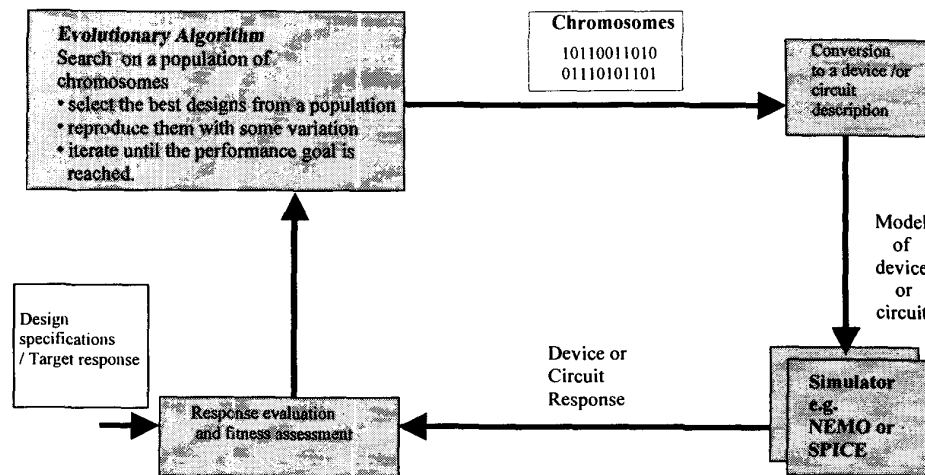 Evolutionary Algorithm
Search on a population of
chromosomes
• select the best designs from a population
• reproduce them with some variation
• iterate until the performance goal is
reached.
Chromosomes
10110011010
01110101101
Conversion
to a device /or
circuit
description
Model
of
device
or
circuit
Simulator
e.g.
NEMO or
SPICE
Device or
Circuit
Response
Response evaluation
and fitness assessment
Design
specifications
/ Target response